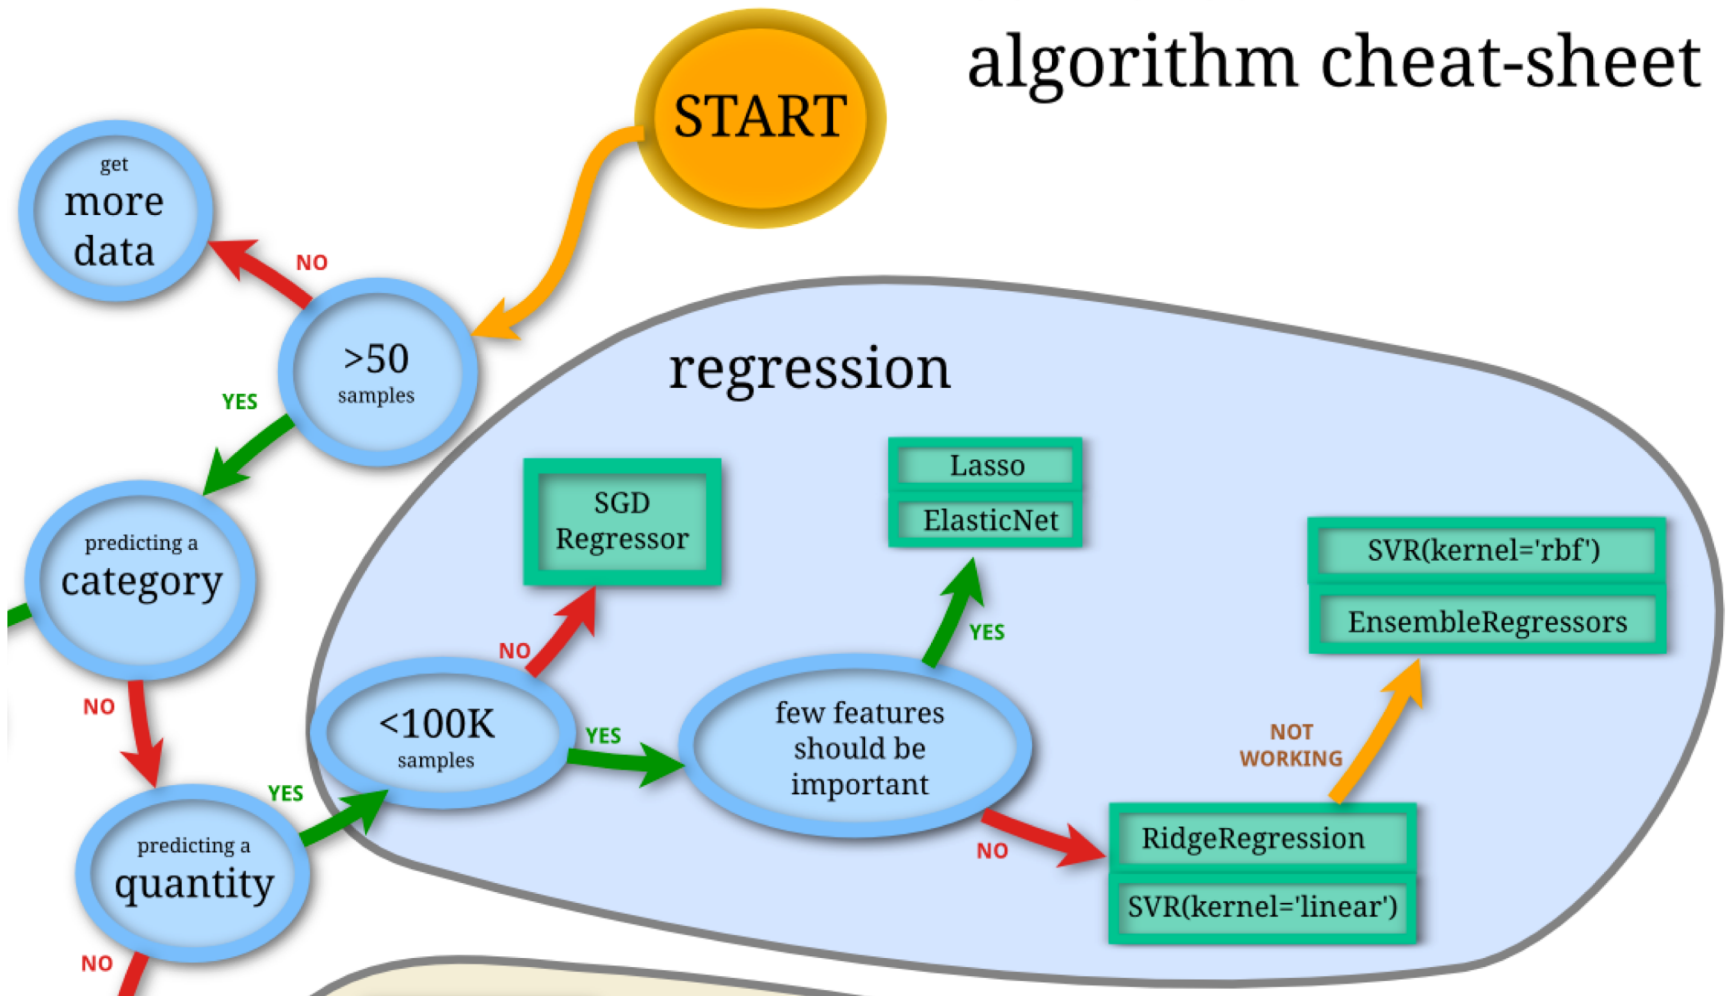 algorithm cheat-sheet
START
get
more
data
NO
>50
samples
YES
regression
predicting a
category
SGD
Regressor
Lasso
ElasticNet
SVR(kernel='rbf')
EnsembleRegressors
NO
YES
NO
<100K
samples
YES
few features
should be
important
NOT
WORKING
YES
predicting a
quantity
NO
RidgeRegression
SVR(kernel='linear')
NO